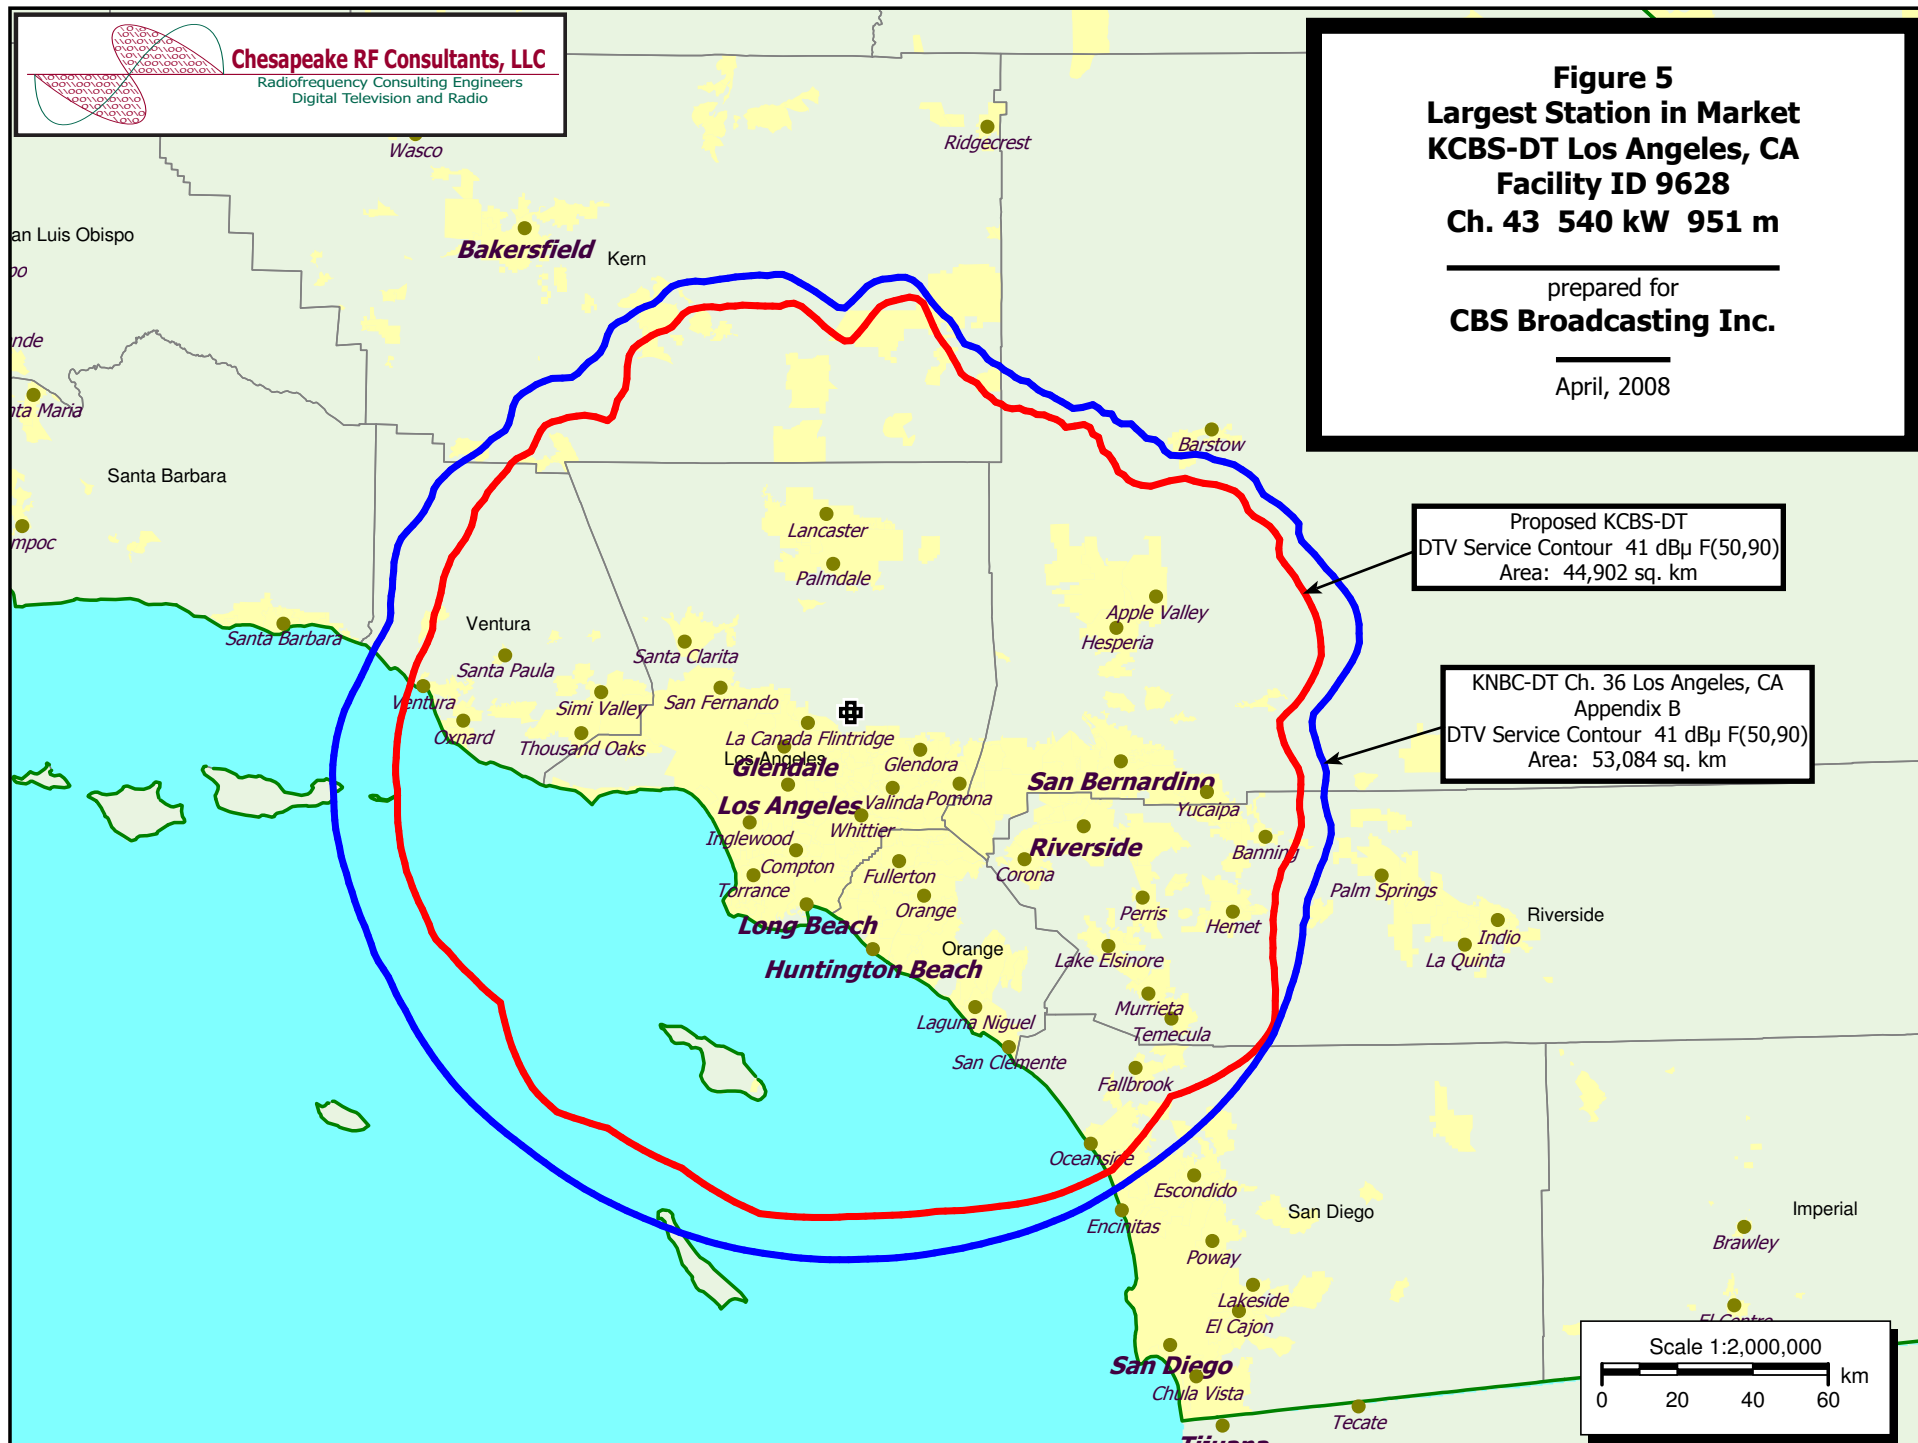 Chesapeake RF Consultants, LLC
Radiofrequency Consulting Engineers
Digital Television and Radio
Figure 5
Largest Station in Market
KCBS-DT Los Angeles, CA
Facility ID 9628
Ch. 43 540 kW 951 m
prepared for
CBS Broadcasting Inc.
April, 2008
Wasco
Ridgecrest
an Luis Obispo
po
Bakersfield
Kern
nde
nta Maria
Barstow
Santa Barbara
mpoc
Lancaster
Palmdale
Proposed KCBS-DT
DTV Service Contour 41 dBµ F(50,90)
Area: 44,902 sq. km
Apple Valley
Hesperia
Santa Barbara
Ventura
Santa Paula
Santa Clarita
KNBC-DT Ch. 36 Los Angeles, CA
Appendix B
DTV Service Contour 41 dBµ F(50,90)
Area: 53,084 sq. km
Ventura
Simi Valley
San Fernando
Oxnard
Thousand Oaks
La Canada Flintridge
Los Angeles
Glendale
Glendora
San Bernardino
Los Angeles
Valinda
Pomona
Yucaipa
Inglewood
Whittier
Riverside
Banning
Compton
Fullerton
Corona
Torrance
Palm Springs
Orange
Perris
Hemet
Riverside
Long Beach
Indio
Orange
Lake Elsinore
La Quinta
Huntington Beach
Murrieta
Laguna Niguel
Temecula
San Clemente
Fallbrook
Oceanside
Escondido
San Diego
Imperial
Encinitas
Poway
Brawley
Lakeside
El Cajon
El Centro
San Diego
Chula Vista
Tecate
Tijuana
Scale 1:2,000,000
km
0 20 40 60